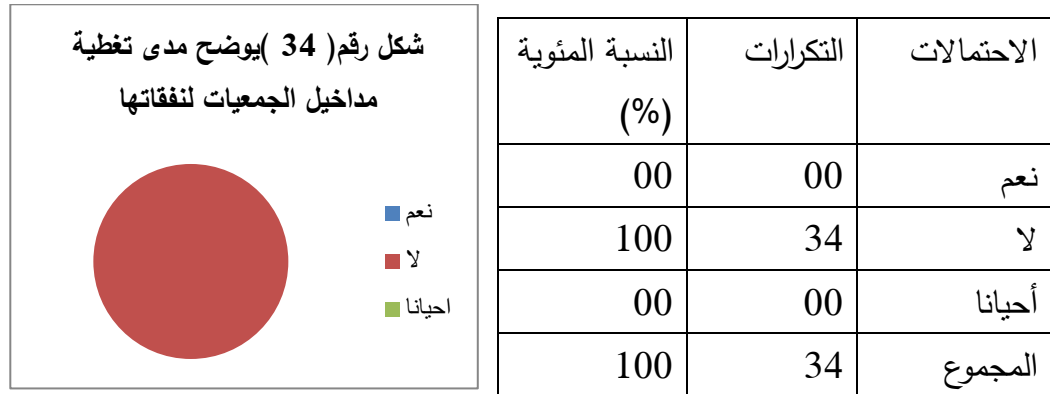 شكل رقم( 34 )يوضح مدى تغطية
مداخيل الجمعيات لنفقاتها
نعم
لا
احيانا
الاحتمالات التكرارات النسبة المئوية
(%)
نعم 00 00
لا 34 100
أحيانا 00 00
المجموع 34 100